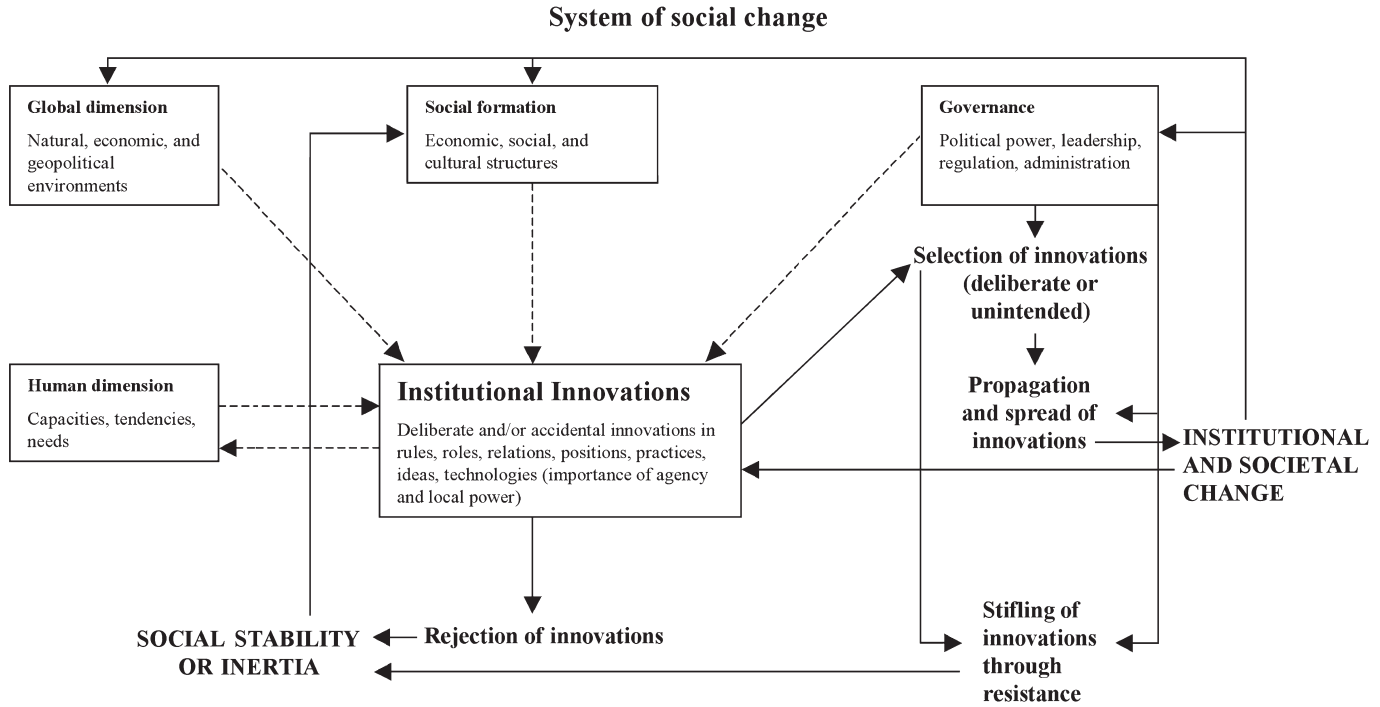 System of social change
Global dimension
Natural, economic, and
geopolitical
environments
Social formation
Economic, social, and
cultural structures
Governance
Political power, leadership,
regulation, administration
Selection of innovations
(deliberate or
unintended)
Human dimension
Capacities, tendencies,
needs
Institutional Innovations
Deliberate and/or accidental innovations in
rules, roles, relations, positions, practices,
ideas, technologies (importance of agency
and local power)
Propagation
and spread of
innovations
INSTITUTIONAL
AND SOCIETAL
CHANGE
SOCIAL STABILITY
OR INERTIA
Rejection of innovations
Stifling of
innovations
through
resistance